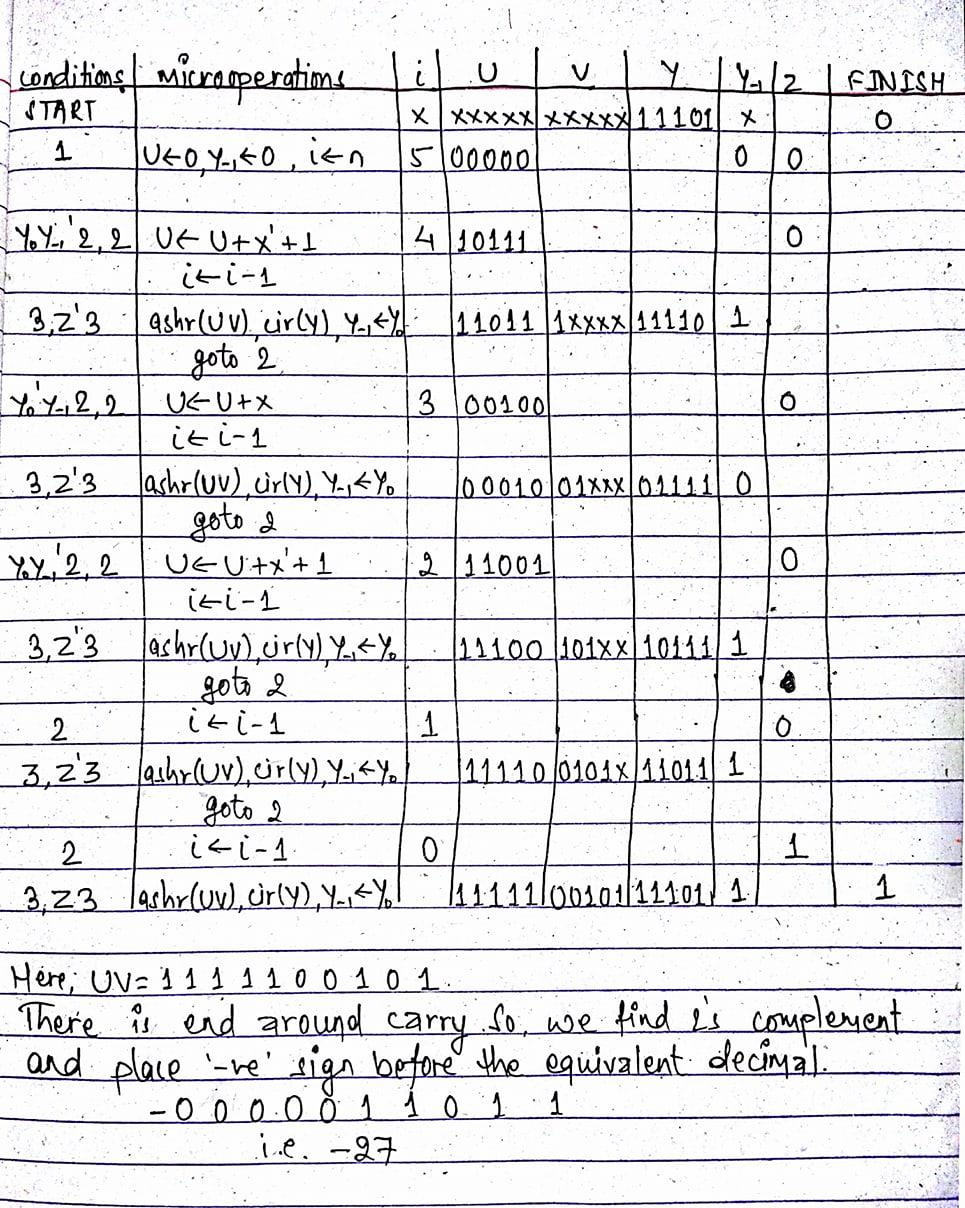 conditions | microoperations | i | U | V | Y | Y₋₁ | Z | FINISH
START | | x | xxxxx | xxxxx | 11101 | x | | 0
1 | U←0, Y₋₁←0, i←n | 5 | 00000 | | | 0 | 0 |
Y₀Y₋₁'2, 2 | U← U+x'+1 | 4 | 10111 | | | | 0 |
i←i-1
3,Z'3 | ashr(UV), cir(Y), Y₋₁←Y₀ | | 11011 | 1xxxx | 11110 | 1 | |
goto 2
Y₀'Y₋₁2, 2 | U← U+x | 3 | 00100 | | | | 0 |
i← i-1
3,Z'3 | ashr(UV), cir(Y), Y₋₁←Y₀ | | 00010 | 01xxx | 01111 | 0 | |
goto 2
Y₀Y₋₁'2, 2 | U← U+x'+1 | 2 | 11001 | | | | 0 |
i←i-1
3,Z'3 | ashr(UV), cir(Y), Y₋₁←Y₀ | | 11100 | 101xx | 10111 | 1 | |
goto 2
2 | i← i-1 | 1 | | | | | 0 |
3,Z'3 | ashr(UV), cir(Y), Y₋₁←Y₀ | | 11110 | 0101x | 11011 | 1 | |
goto 2
2 | i← i-1 | 0 | | | | | 1 |
3,Z3 | ashr(UV), cir(Y), Y₋₁←Y₀ | | 11111 | 00101 | 11101 | 1 | | 1
Here, UV= 1 1 1 1 1 0 0 1 0 1.
There is end around carry so, we find 2's complement
and place '-ve' sign before the equivalent decimal.
-0 0 0 0 0 1 1 0 1 1
i.e. -27